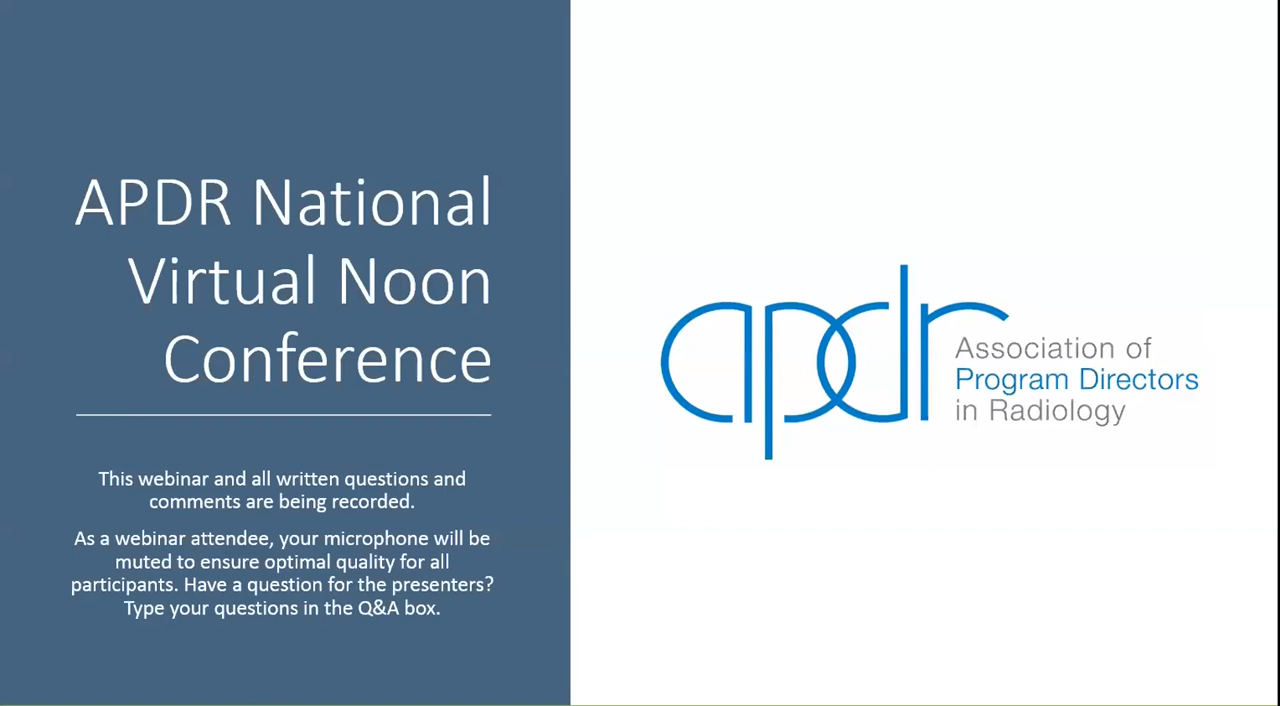 APDR National
Virtual Noon
Conference
This webinar and all written questions and
comments are being recorded.
As a webinar attendee, your microphone will be
muted to ensure optimal quality for all
participants. Have a question for the presenters?
Type your questions in the Q&A box.
apdr
Association of
Program Directors
in Radiology